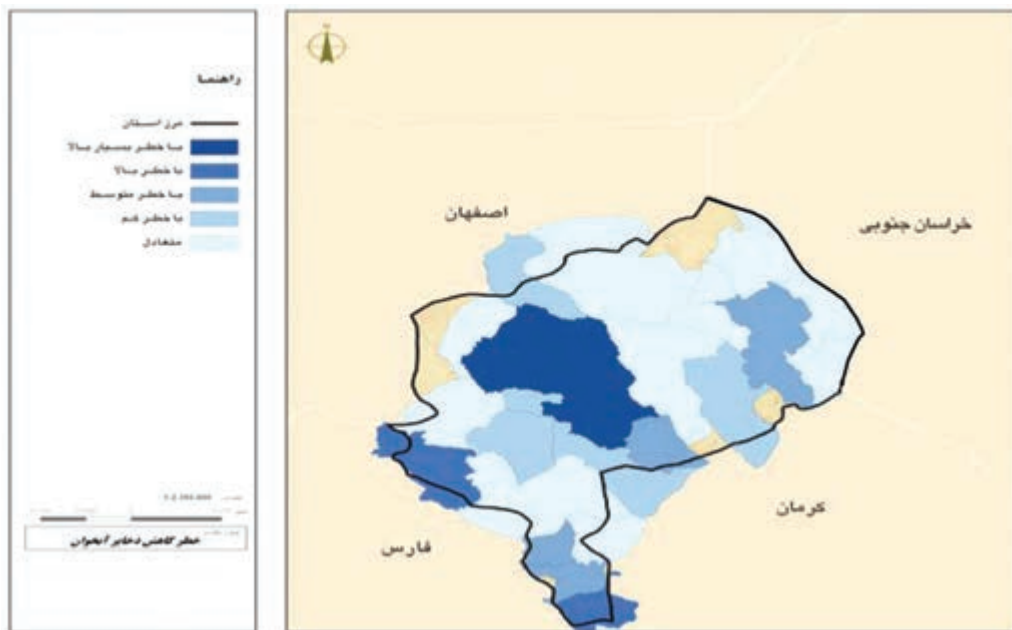 راهنما
مرز استان
با خطر بسیار بالا
با خطر بالا
با خطر متوسط
با خطر کم
متعادل
خطر کاهش ذخایر آبخوان
اصفهان
خراسان جنوبی
کرمان
فارس